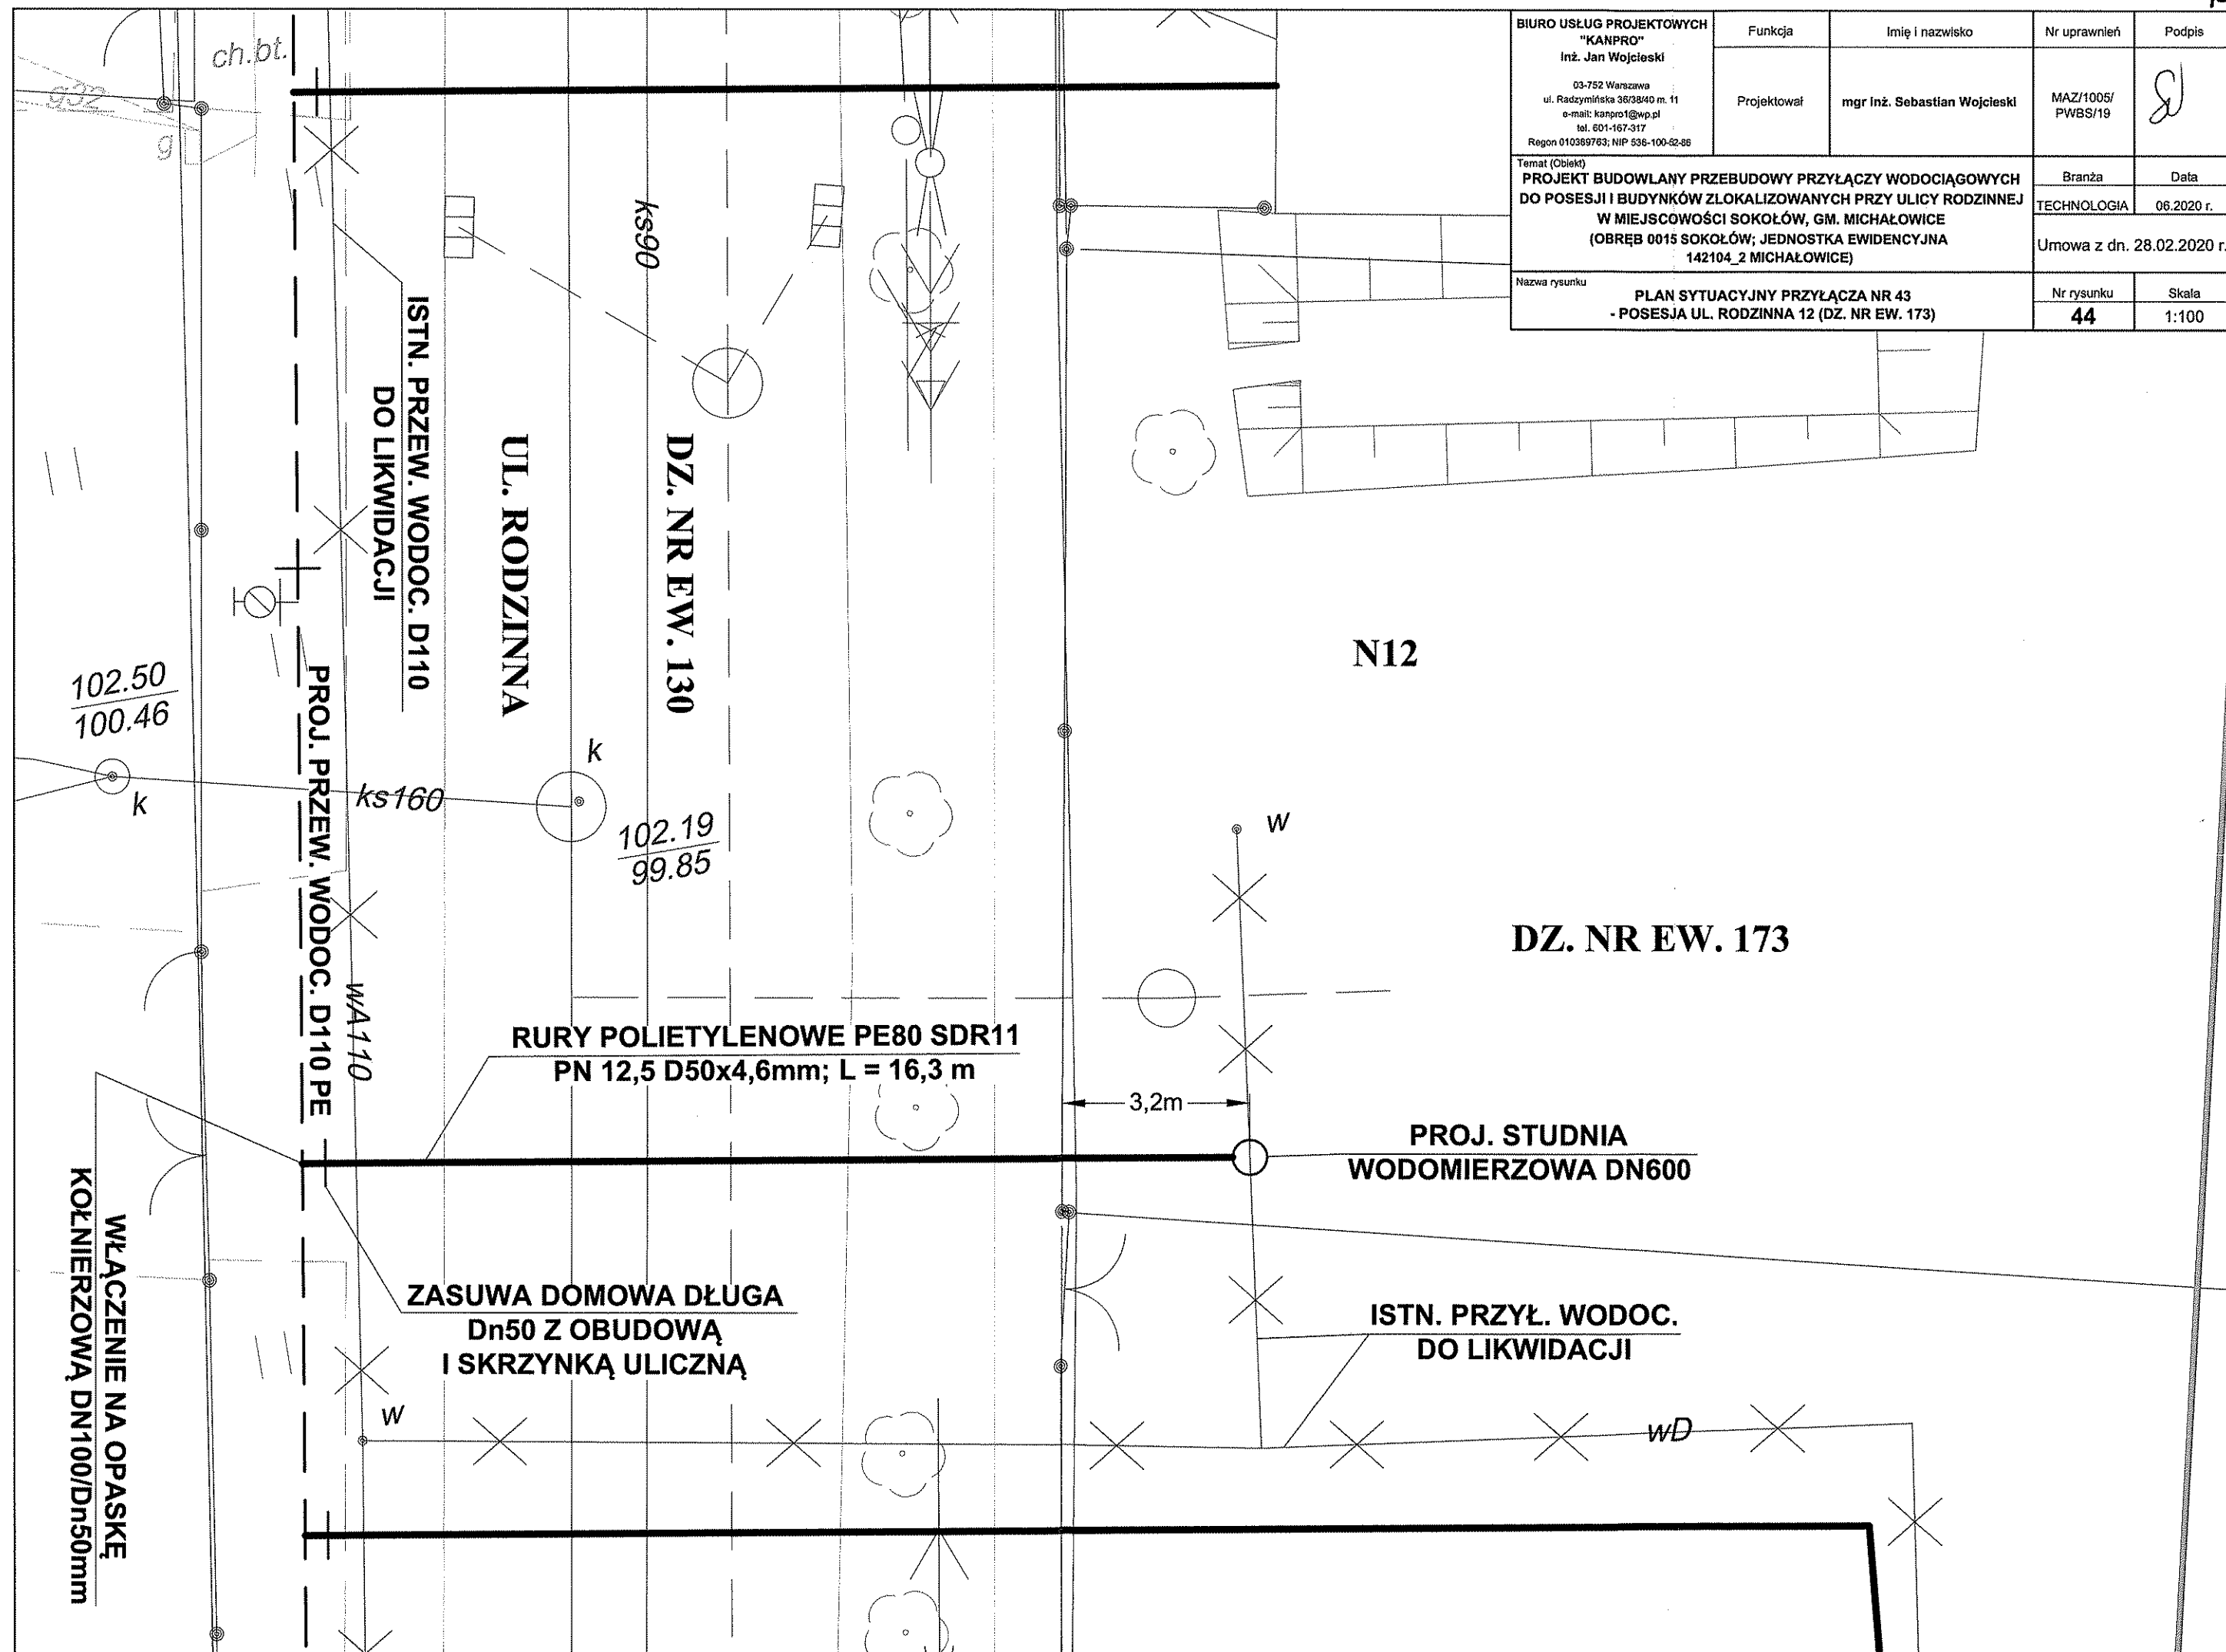 BIURO USŁUG PROJEKTOWYCH
"KANPRO"
Inż. Jan Wojcieski
03-752 Warszawa
ul. Radzymińska 36/38/40 m. 11
e-mail: kanpro1@wp.pl
tel. 601-167-317
Regon 010369763; NIP 536-100-52-86
Funkcja
Imię i nazwisko
Nr uprawnień
Podpis
Projektował
mgr inż. Sebastian Wojcieski
MAZ/1005/
PWBS/19
Temat (Obiekt)
PROJEKT BUDOWLANY PRZEBUDOWY PRZYŁĄCZY WODOCIĄGOWYCH
DO POSESJI I BUDYNKÓW ZLOKALIZOWANYCH PRZY ULICY RODZINNEJ
W MIEJSCOWOŚCI SOKOŁÓW, GM. MICHAŁOWICE
(OBRĘB 0015 SOKOŁÓW; JEDNOSTKA EWIDENCYJNA
142104_2 MICHAŁOWICE)
Branża
Data
TECHNOLOGIA
06.2020 r.
Umowa z dn. 28.02.2020 r.
Nazwa rysunku
PLAN SYTUACYJNY PRZYŁĄCZA NR 43
- POSESJA UL. RODZINNA 12 (DZ. NR EW. 173)
Nr rysunku
Skala
44
1:100
ch.bt.
g32
g
ks90
ISTN. PRZEW. WODOC. D110
DO LIKWIDACJI
UL. RODZINNA
DZ. NR EW. 130
N12
102.50
100.46
k
PROJ. PRZEW. WODOC. D110 PE
ks160
k
102.19
99.85
w
DZ. NR EW. 173
wA110
RURY POLIETYLENOWE PE80 SDR11
PN 12,5 D50x4,6mm; L = 16,3 m
3,2m
PROJ. STUDNIA
WODOMIERZOWA DN600
WŁĄCZENIE NA OPASKĘ
KOŁNIERZOWĄ DN100/Dn50mm
ZASUWA DOMOWA DŁUGA
Dn50 Z OBUDOWĄ
I SKRZYNKĄ ULICZNĄ
ISTN. PRZYŁ. WODOC.
DO LIKWIDACJI
w
wD